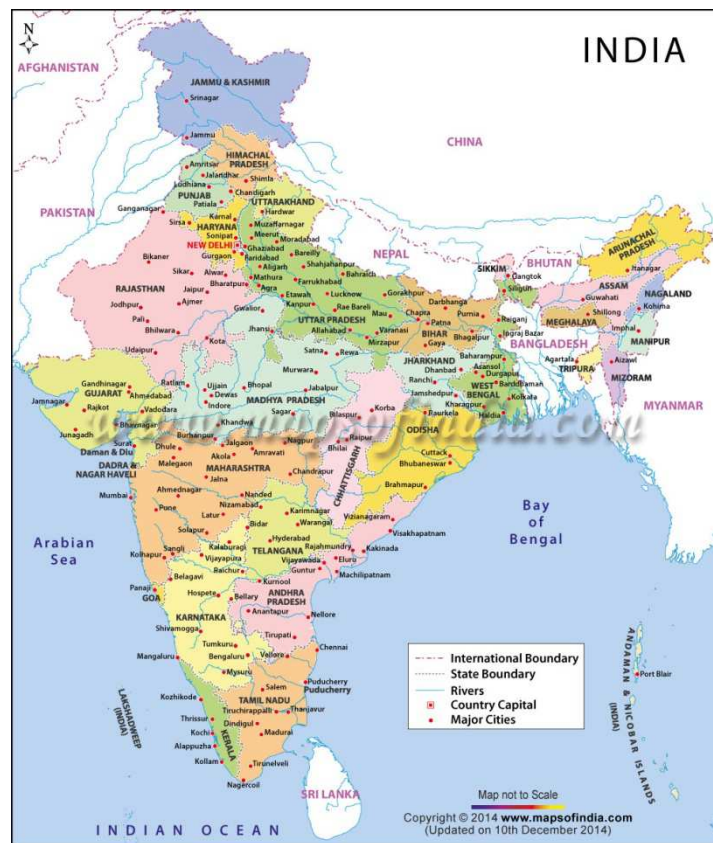 N
INDIA
AFGHANISTAN
JAMMU & KASHMIR
Srinagar
Jammu
CHINA
HIMACHAL
PRADESH
Amritsar
Jalandhar
Shimla
Ludhiana
PUNJAB
Chandigarh
Patiala
UTTARAKHAND
Hardwar
PAKISTAN
Ganganagar
Karnal
Sirsa
HARYANA
Muzaffarnagar
Sonipat
Meerut
NEW DELHI
Moradabad
Ghaziabad
Bareilly
NEPAL
Gurgaon
Faridabad
Bikaner
Shahjahanpur
Aligarh
Sikar
Alwar
Mathura
Bahraich
SIKKIM
BHUTAN
ARUNACHAL
PRADESH
Itanagar
Gangtok
RAJASTHAN
Jaipur
Bharatpur
Agra
Farrukhabad
Siliguri
ASSAM
Guwahati
NAGALAND
Jodhpur
Ajmer
Etawah
Lucknow
Gorakhpur
Darbhanga
Kohima
Pali
Gwalior
Kanpur
Rae Bareli
Mau
Chapra
Purnia
Raiganj
Shillong
MEGHALAYA
Bhilwara
UTTAR PRADESH
Patna
Imphal
Jhansi
Allahabad
Varanasi
BIHAR
Bhagalpur
Ingraj Bazar
MANIPUR
Udaipur
Kota
Mirzapur
Gaya
BANGLADESH
Satna
Rewa
JHARKHAND
Baharampur
Agartala
Aizawl
Dhanbad
Asansol
TRIPURA
Murwara
Ranchi
Durgapur
MIZORAM
Gandhinagar
Ratlam
Ujjain
Bhopal
Jabalpur
WEST
BENGAL
Barddhaman
GUJARAT
Ahmedabad
Dewas
Jamshedpur
Kolkata
MYANMAR
Jamnagar
Rajkot
Vadodara
Indore
MADHYA PRADESH
Korba
Kharagpur
Sagar
Bilaspur
Raurkela
Haldia
Bhavnagar
Khandwa
www.mapsofindia.com
Junagadh
Surat
Burhanpur
Jalgaon
Nagpur
Raipur
ODISHA
Daman & Diu
Dhule
Akola
Amravati
Bhilai
Cuttack
DADRA &
NAGAR HAVELI
Malegaon
MAHARASHTRA
CHHATTISGARH
Bhubaneswar
Jalna
Chandrapur
Brahmapur
Mumbai
Ahmednagar
Nanded
Nizamabad
Karimnagar
Pune
Latur
Warangal
Vizianagaram
Bay
of
Bengal
Bidar
Solapur
Hyderabad
Visakhapatnam
Arabian
Sea
Kalaburagi
TELANGANA
Rajahmundry
Kakinada
Sangli
Vijayapura
Vijayawada
Eluru
Kolhapur
Raichur
Guntur
Machilipatnam
Belagavi
Kurnool
Panaji
GOA
Hospete
Bellary
ANDHRA
PRADESH
KARNATAKA
Anantapur
Nellore
Shivamogga
Tirupati
Tumkuru
Chennai
Mangaluru
Bengaluru
Vellore
Mysuru
Puducherry
Puducherry
Kozhikode
Salem
LAKSHADWEEP
(INDIA)
TAMIL NADU
Tiruchirappalli
Thanjavur
Thrissur
Dindigul
Kochi
KERALA
Madurai
Alappuzha
Kollam
Tirunelveli
Nagercoil
SRI LANKA
International Boundary
State Boundary
Rivers
Country Capital
Major Cities
Port Blair
ANDAMAN & NICOBAR ISLANDS
(INDIA)
Map not to Scale
Copyright © 2014 www.mapsofindia.com
(Updated on 10th December 2014)
INDIAN OCEAN